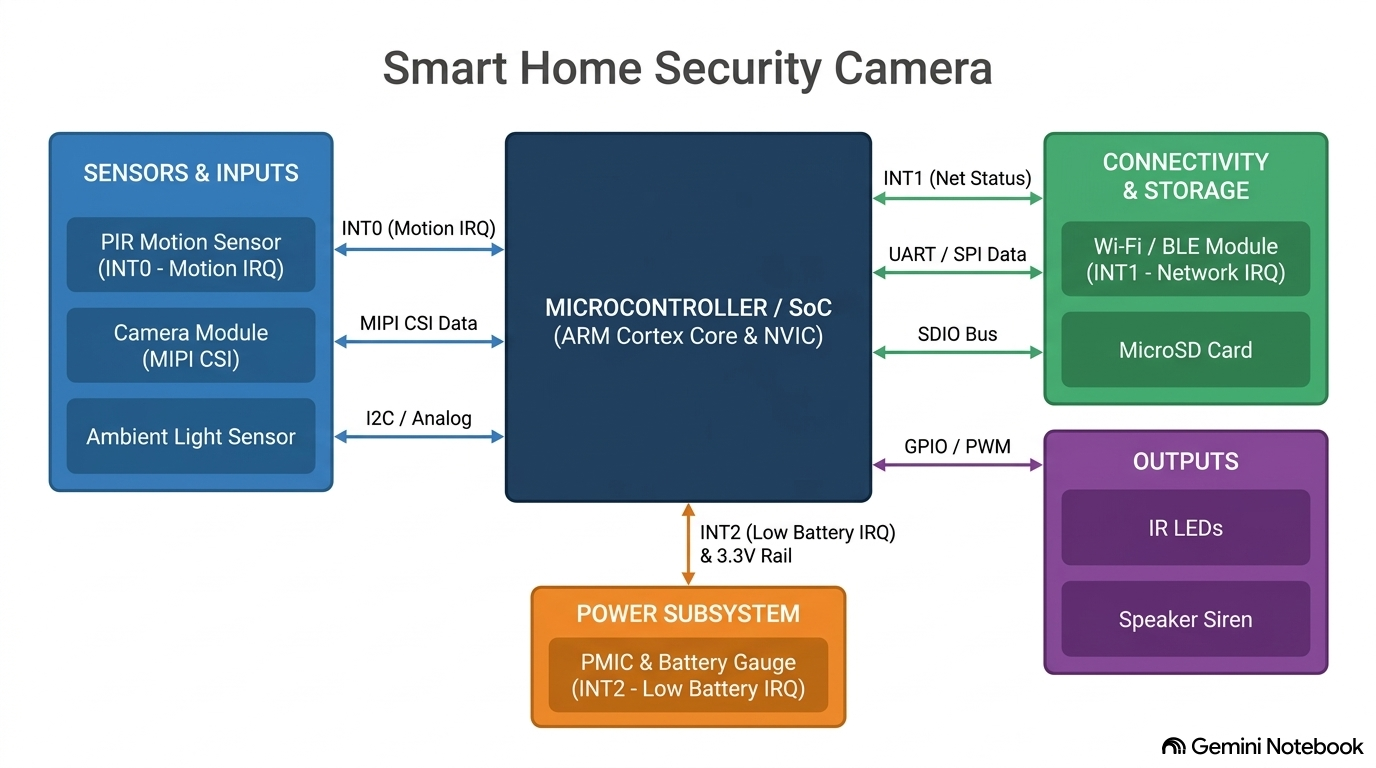 Smart Home Security Camera
SENSORS & INPUTS
PIR Motion Sensor
(INT0 - Motion IRQ)
Camera Module
(MIPI CSI)
Ambient Light Sensor
INT0 (Motion IRQ)
MIPI CSI Data
I2C / Analog
MICROCONTROLLER / SoC
(ARM Cortex Core & NVIC)
INT1 (Net Status)
UART / SPI Data
SDIO Bus
GPIO / PWM
CONNECTIVITY
& STORAGE
Wi-Fi / BLE Module
(INT1 - Network IRQ)
MicroSD Card
OUTPUTS
IR LEDs
Speaker Siren
INT2 (Low Battery IRQ)
& 3.3V Rail
POWER SUBSYSTEM
PMIC & Battery Gauge
(INT2 - Low Battery IRQ)
Gemini Notebook